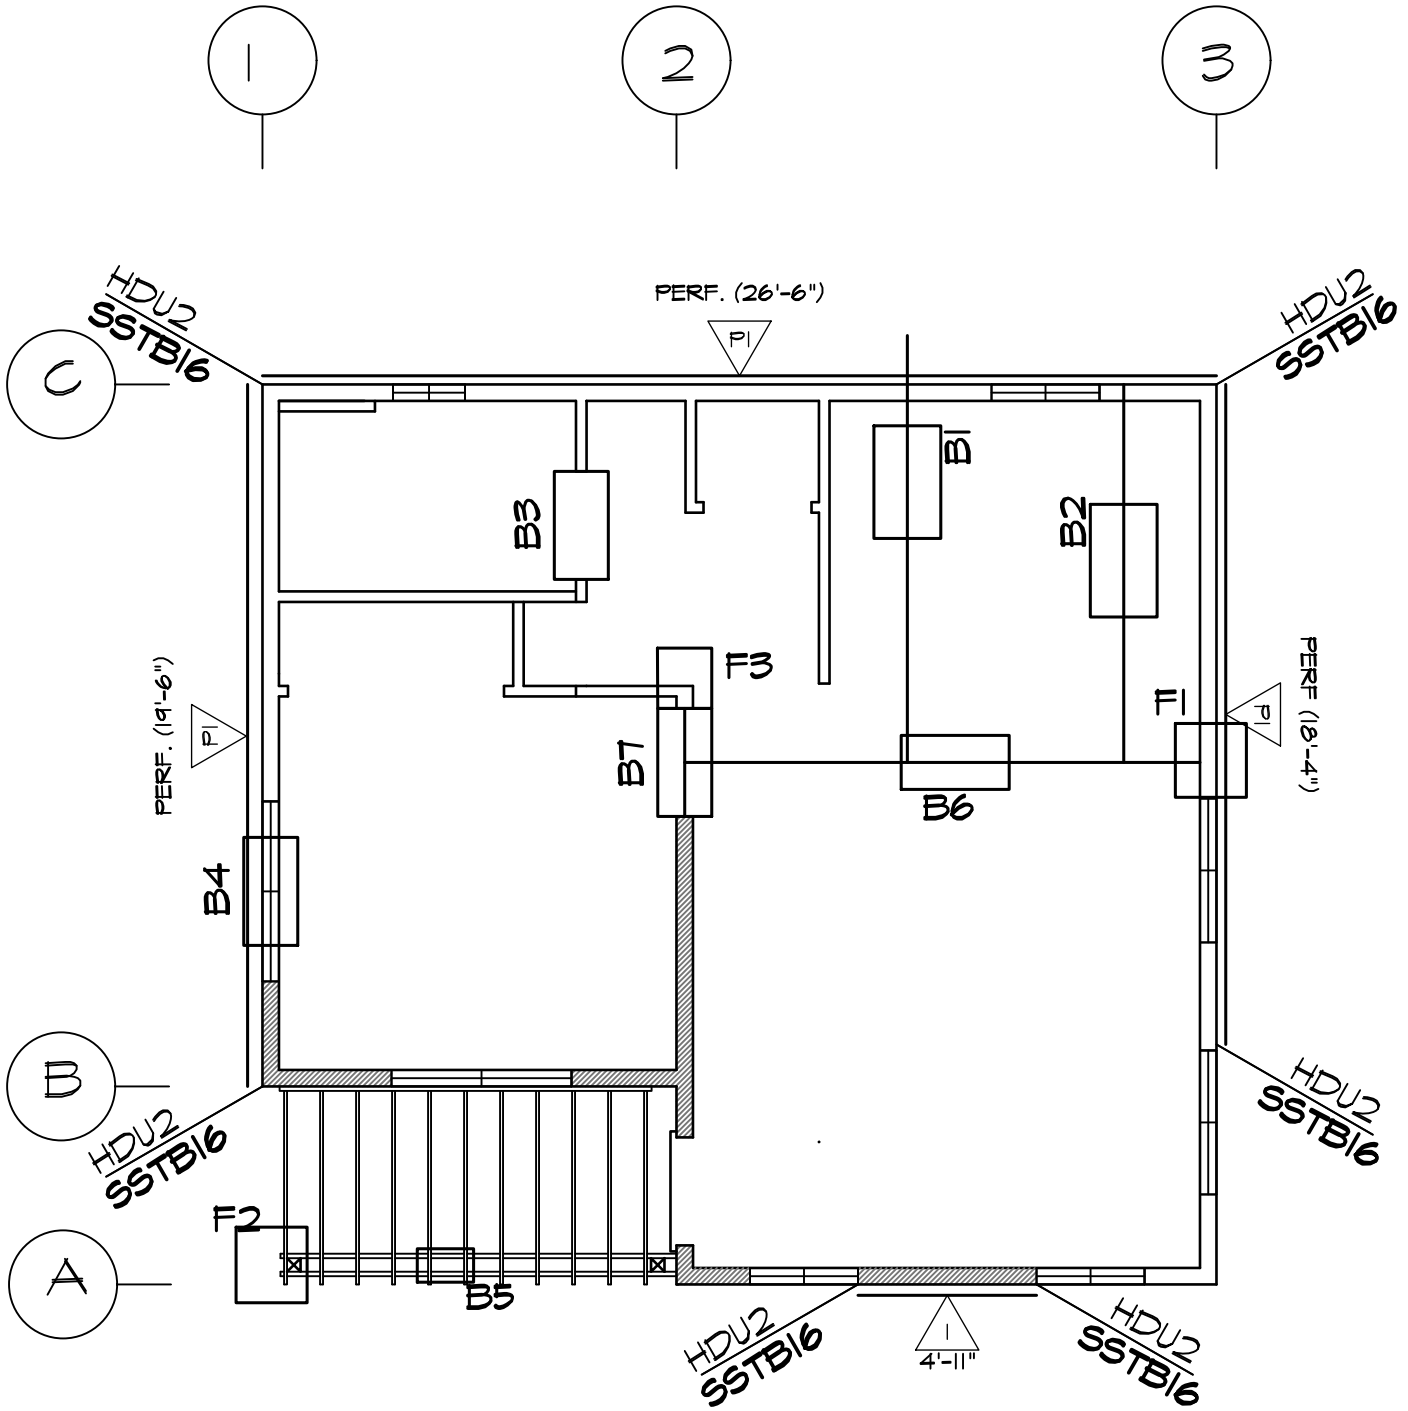 1
2
3
HDU2
SSTB16
PERF. (26'-6")
P1
HDU2
SSTB16
C
B1
B3
B2
F3
F1
PERF. (19'-6")
P1
P1
PERF (18'-4")
B7
B6
B4
B
HDU2
SSTB16
HDU2
SSTB16
F2
A
B5
HDU2
SSTB16
1
4'-11"
HDU2
SSTB16